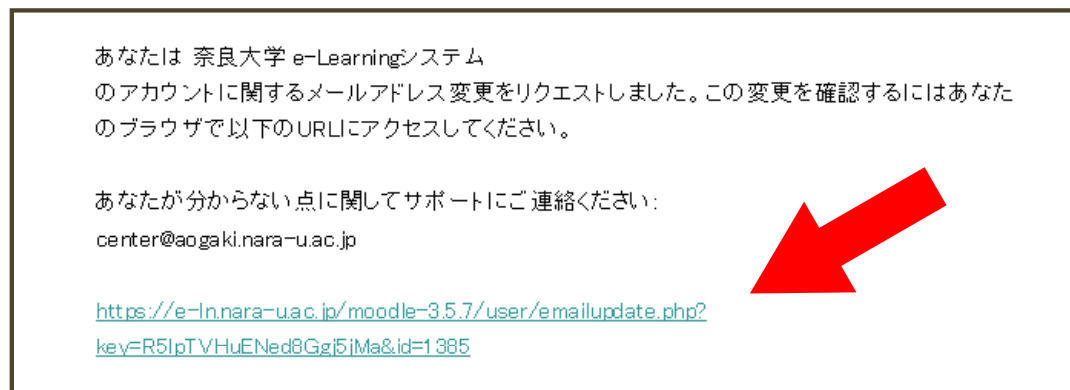 あなたは 奈良大学 e-Learningシステム
のアカウントに関するメールアドレス変更をリクエストしました。この変更を確認するにはあなた
のブラウザで以下のURLにアクセスしてください。
あなたが分からない点に関してサポートにご連絡ください:
center@aogaki.nara-u.ac.jp
https://e-ln.nara-u.ac.jp/moodle-3.5.7/user/emailupdate.php?
key=R5IpTVHuENed8Ggj5jMa&id=1385